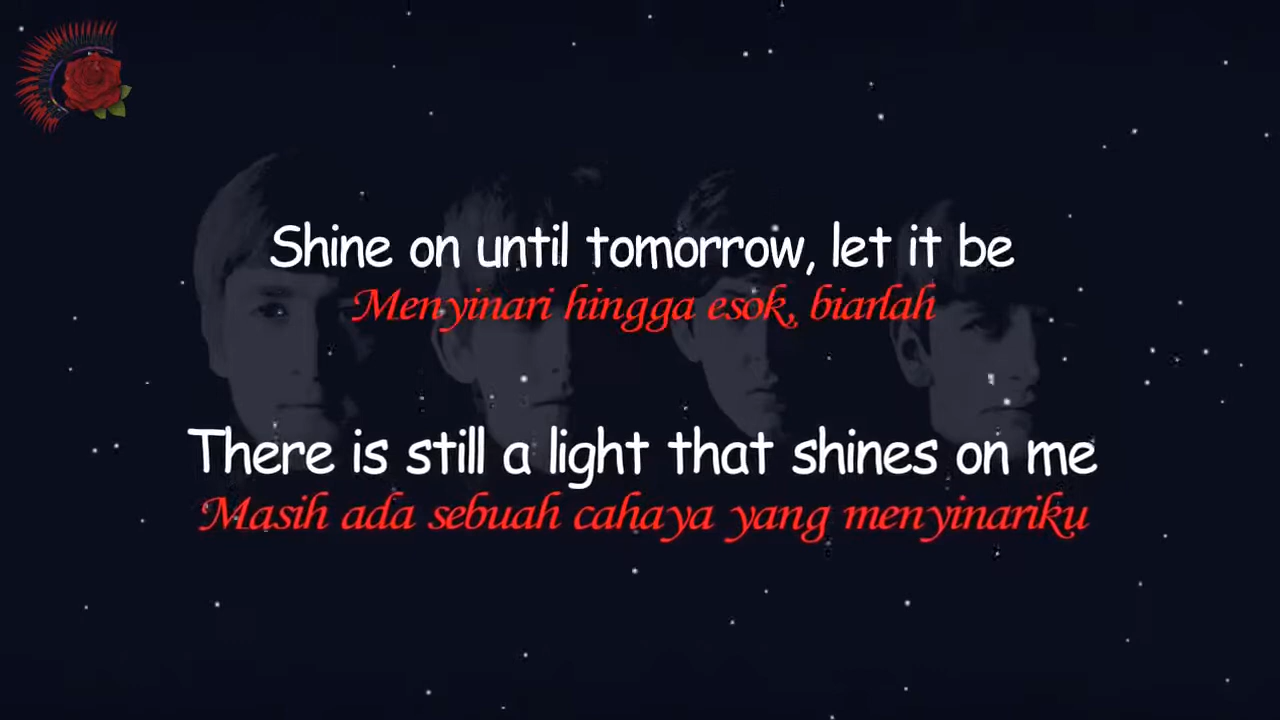 Shine on until tomorrow, let it be
Menyinari hingga esok, biarlah
There is still a light that shines on me
Masih ada sebuah cahaya yang menyinariku